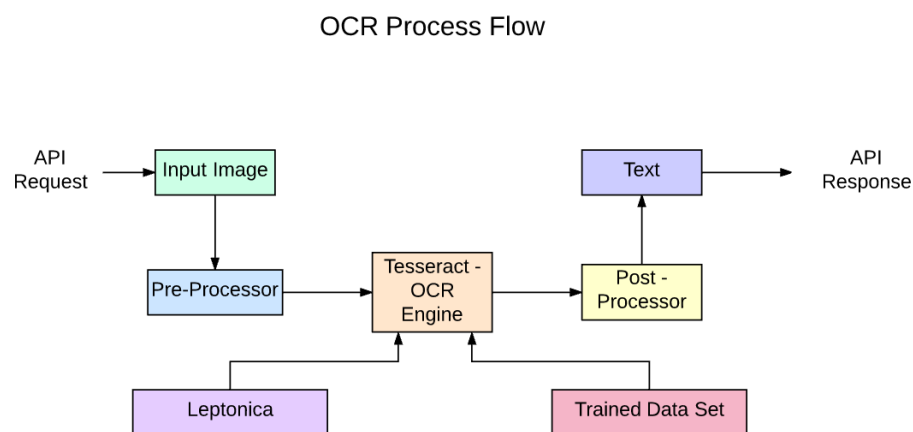 OCR Process Flow
API
Request
Input Image
Text
API
Response
Pre-Processor
Tesseract -
OCR
Engine
Post -
Processor
Leptonica
Trained Data Set